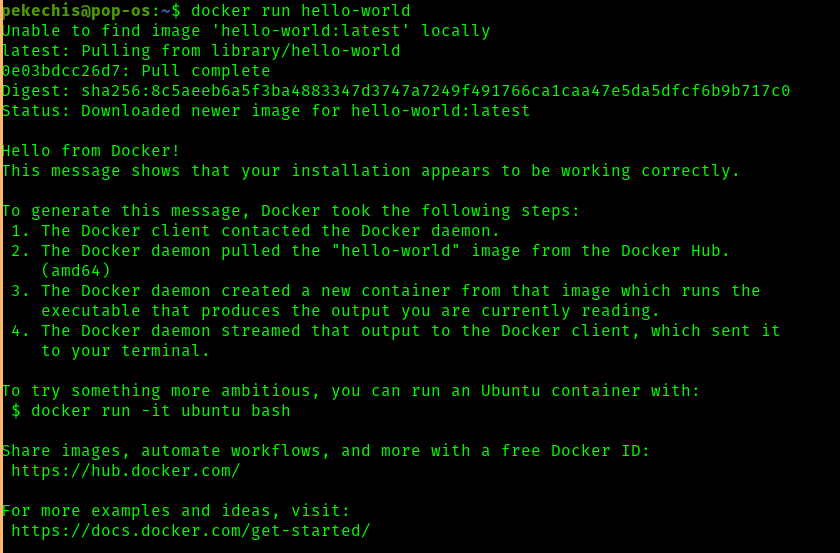 pekechis@pop-os:~$ docker run hello-world
Unable to find image 'hello-world:latest' locally
latest: Pulling from library/hello-world
0e03bdcc26d7: Pull complete
Digest: sha256:8c5aeeb6a5f3ba4883347d3747a7249f491766ca1caa47e5da5dfcf6b9b717c0
Status: Downloaded newer image for hello-world:latest

Hello from Docker!
This message shows that your installation appears to be working correctly.

To generate this message, Docker took the following steps:
 1. The Docker client contacted the Docker daemon.
 2. The Docker daemon pulled the "hello-world" image from the Docker Hub.
    (amd64)
 3. The Docker daemon created a new container from that image which runs the
    executable that produces the output you are currently reading.
 4. The Docker daemon streamed that output to the Docker client, which sent it
    to your terminal.

To try something more ambitious, you can run an Ubuntu container with:
 $ docker run -it ubuntu bash

Share images, automate workflows, and more with a free Docker ID:
 https://hub.docker.com/

For more examples and ideas, visit:
 https://docs.docker.com/get-started/